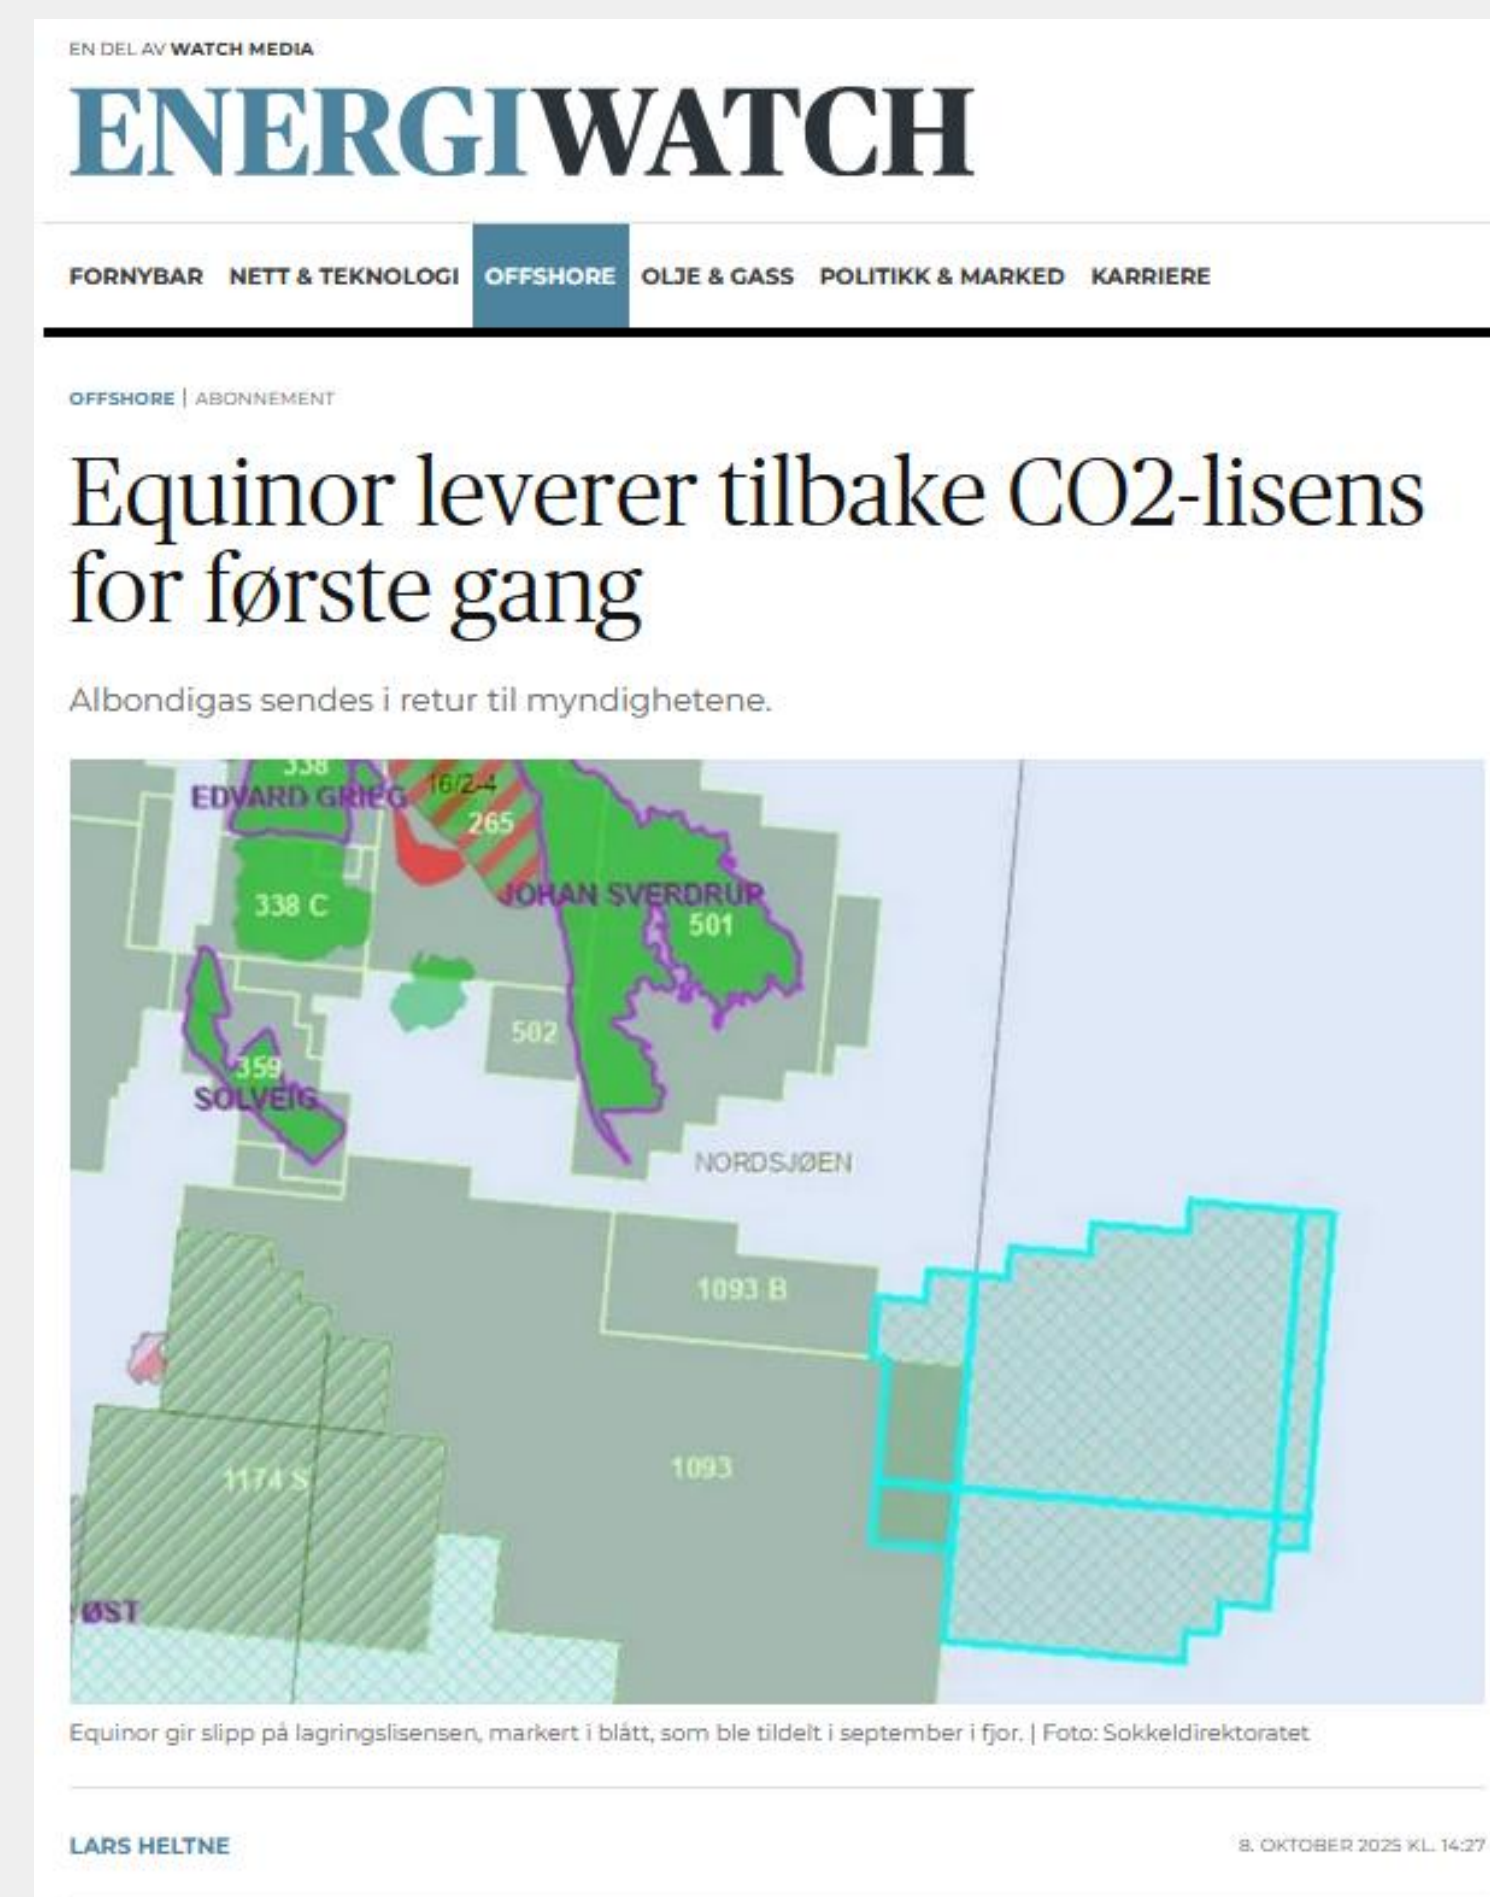 EN DEL AV WATCH MEDIA
ENERGIWATCH
FORNYBAR NETT & TEKNOLOGI OFFSHORE OLJE & GASS POLITIKK & MARKED KARRIERE
OFFSHORE | ABONNEMENT
Equinor leverer tilbake CO2-lisens
for første gang
Albondigas sendes i retur til myndighetene.
338
EDVARD GRIEG
16/2-4
265
JOHAN SVERDRUP
338 C
501
502
359
SOLVEIG
NORDSJØEN
1093 B
1093
1174 S
ØST
Equinor gir slipp på lagringslisensen, markert i blått, som ble tildelt i september i fjor. | Foto: Sokkeldirektoratet
LARS HELTNE
8. OKTOBER 2025 KL. 14:27